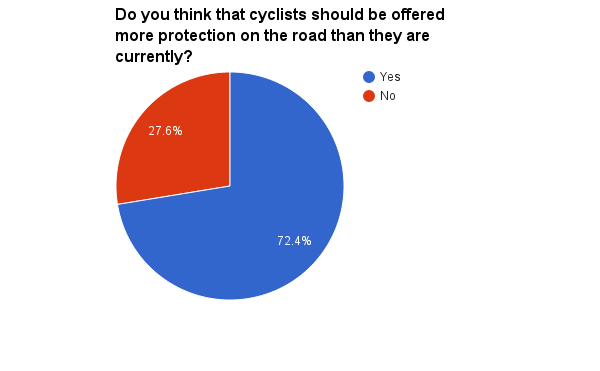 Do you think that cyclists should be offered
more protection on the road than they are
currently?
Yes
No
27.6%
72.4%